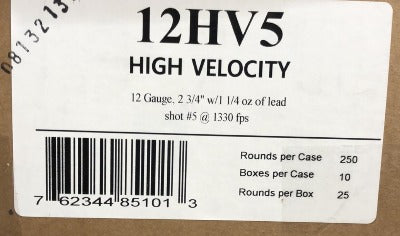 0813213
12HV5
HIGH VELOCITY
12 Gauge, 2 3/4" w/1 1/4 oz of lead
shot #5 @ 1330 fps
Rounds per Case 250
Boxes per Case 10
Rounds per Box 25
7 62344 85101 3